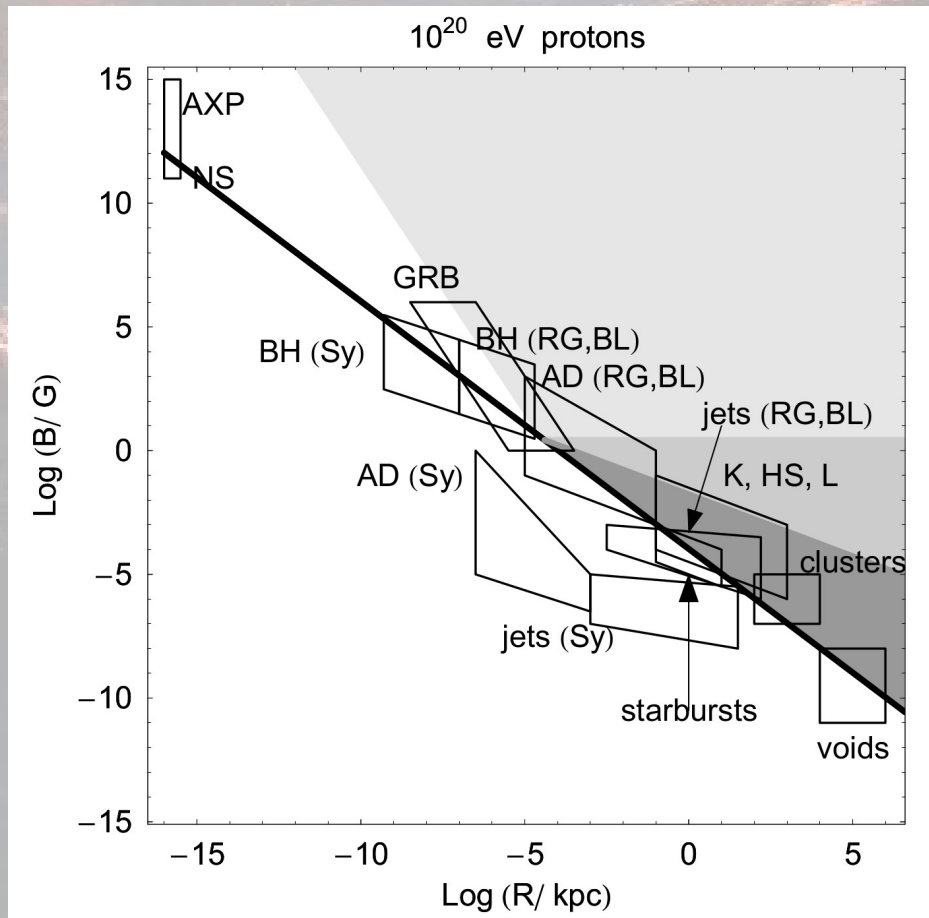 10²⁰ eV protons
15
10
5
0
−5
−10
−15
Log (B/ G)
AXP
NS
GRB
BH (Sy)
BH (RG,BL)
AD (RG,BL)
jets (RG,BL)
AD (Sy)
K, HS, L
clusters
jets (Sy)
starbursts
voids
−15 −10 −5 0 5
Log (R/ kpc)